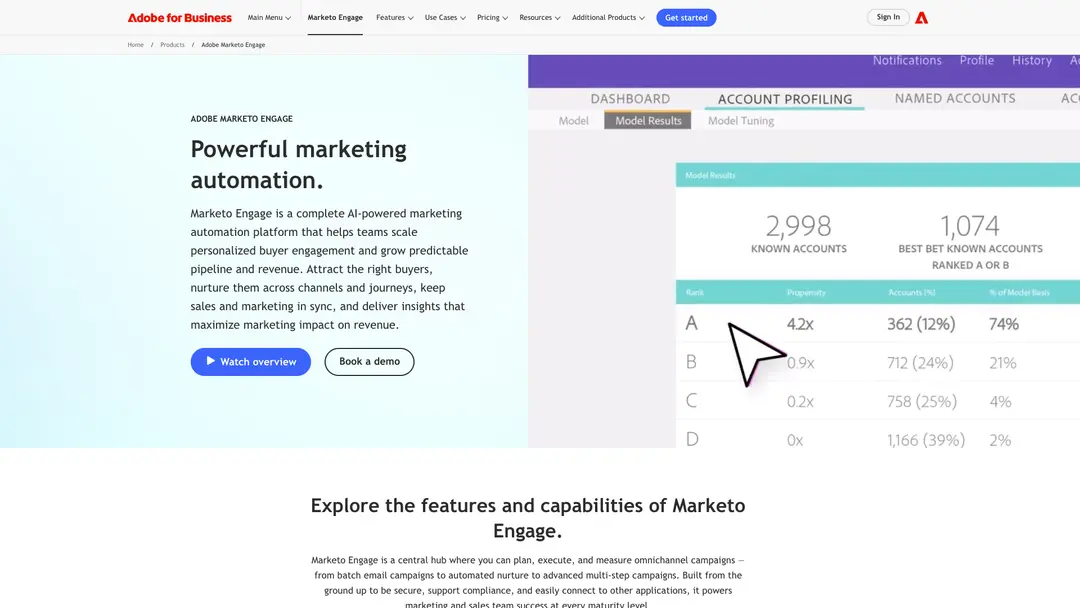 Adobe for Business
Main Menu
Marketo Engage
Features
Use Cases
Pricing
Resources
Additional Products
Get started
Sign In
Home / Products / Adobe Marketo Engage
ADOBE MARKETO ENGAGE
Powerful marketing
automation.
Marketo Engage is a complete AI-powered marketing
automation platform that helps teams scale
personalized buyer engagement and grow predictable
pipeline and revenue. Attract the right buyers,
nurture them across channels and journeys, keep
sales and marketing in sync, and deliver insights that
maximize marketing impact on revenue.
Watch overview
Book a demo
Notifications Profile History
DASHBOARD ACCOUNT PROFILING NAMED ACCOUNTS
Model Model Results Model Tuning
Model Results
2,998
KNOWN ACCOUNTS
1,074
BEST BET KNOWN ACCOUNTS
RANKED A OR B
Rank Propensity Accounts (%) % of Model Basis
A 4.2x 362 (12%) 74%
B 0.9x 712 (24%) 21%
C 0.2x 758 (25%) 4%
D 0x 1,166 (39%) 2%
Explore the features and capabilities of Marketo
Engage.
Marketo Engage is a central hub where you can plan, execute, and measure omnichannel campaigns —
from batch email campaigns to automated nurture to advanced multi-step campaigns. Built from the
ground up to be secure, support compliance, and easily connect to other applications, it powers
marketing and sales team success at every maturity level.